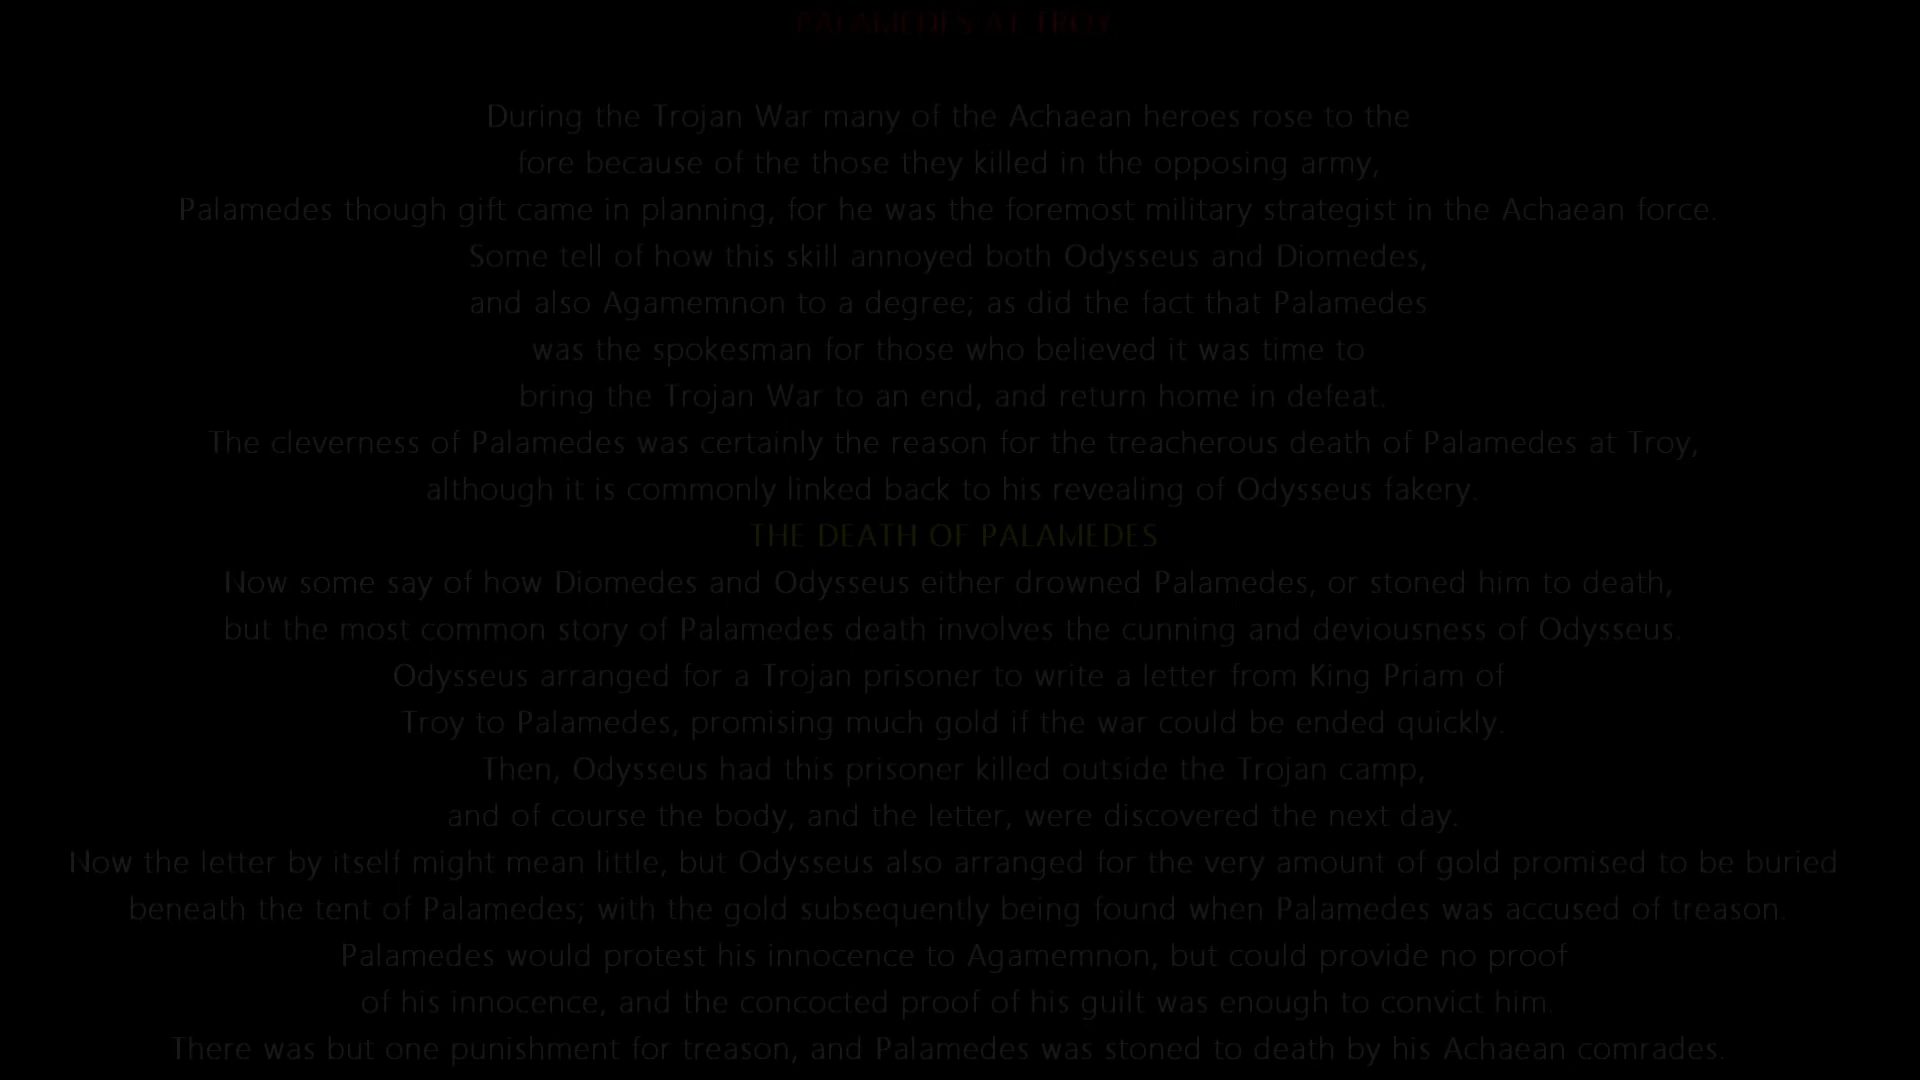 PALAMEDES AT TROY
During the Trojan War many of the Achaean heroes rose to the
fore because of the those they killed in the opposing army,
Palamedes though gift came in planning, for he was the foremost military strategist in the Achaean force.
Some tell of how this skill annoyed both Odysseus and Diomedes,
and also Agamemnon to a degree; as did the fact that Palamedes
was the spokesman for those who believed it was time to
bring the Trojan War to an end, and return home in defeat.
The cleverness of Palamedes was certainly the reason for the treacherous death of Palamedes at Troy,
although it is commonly linked back to his revealing of Odysseus fakery.
THE DEATH OF PALAMEDES
Now some say of how Diomedes and Odysseus either drowned Palamedes, or stoned him to death,
but the most common story of Palamedes death involves the cunning and deviousness of Odysseus.
Odysseus arranged for a Trojan prisoner to write a letter from King Priam of
Troy to Palamedes, promising much gold if the war could be ended quickly.
Then, Odysseus had this prisoner killed outside the Trojan camp,
and of course the body, and the letter, were discovered the next day.
Now the letter by itself might mean little, but Odysseus also arranged for the very amount of gold promised to be buried
beneath the tent of Palamedes; with the gold subsequently being found when Palamedes was accused of treason.
Palamedes would protest his innocence to Agamemnon, but could provide no proof
of his innocence, and the concocted proof of his guilt was enough to convict him.
There was but one punishment for treason, and Palamedes was stoned to death by his Achaean comrades.